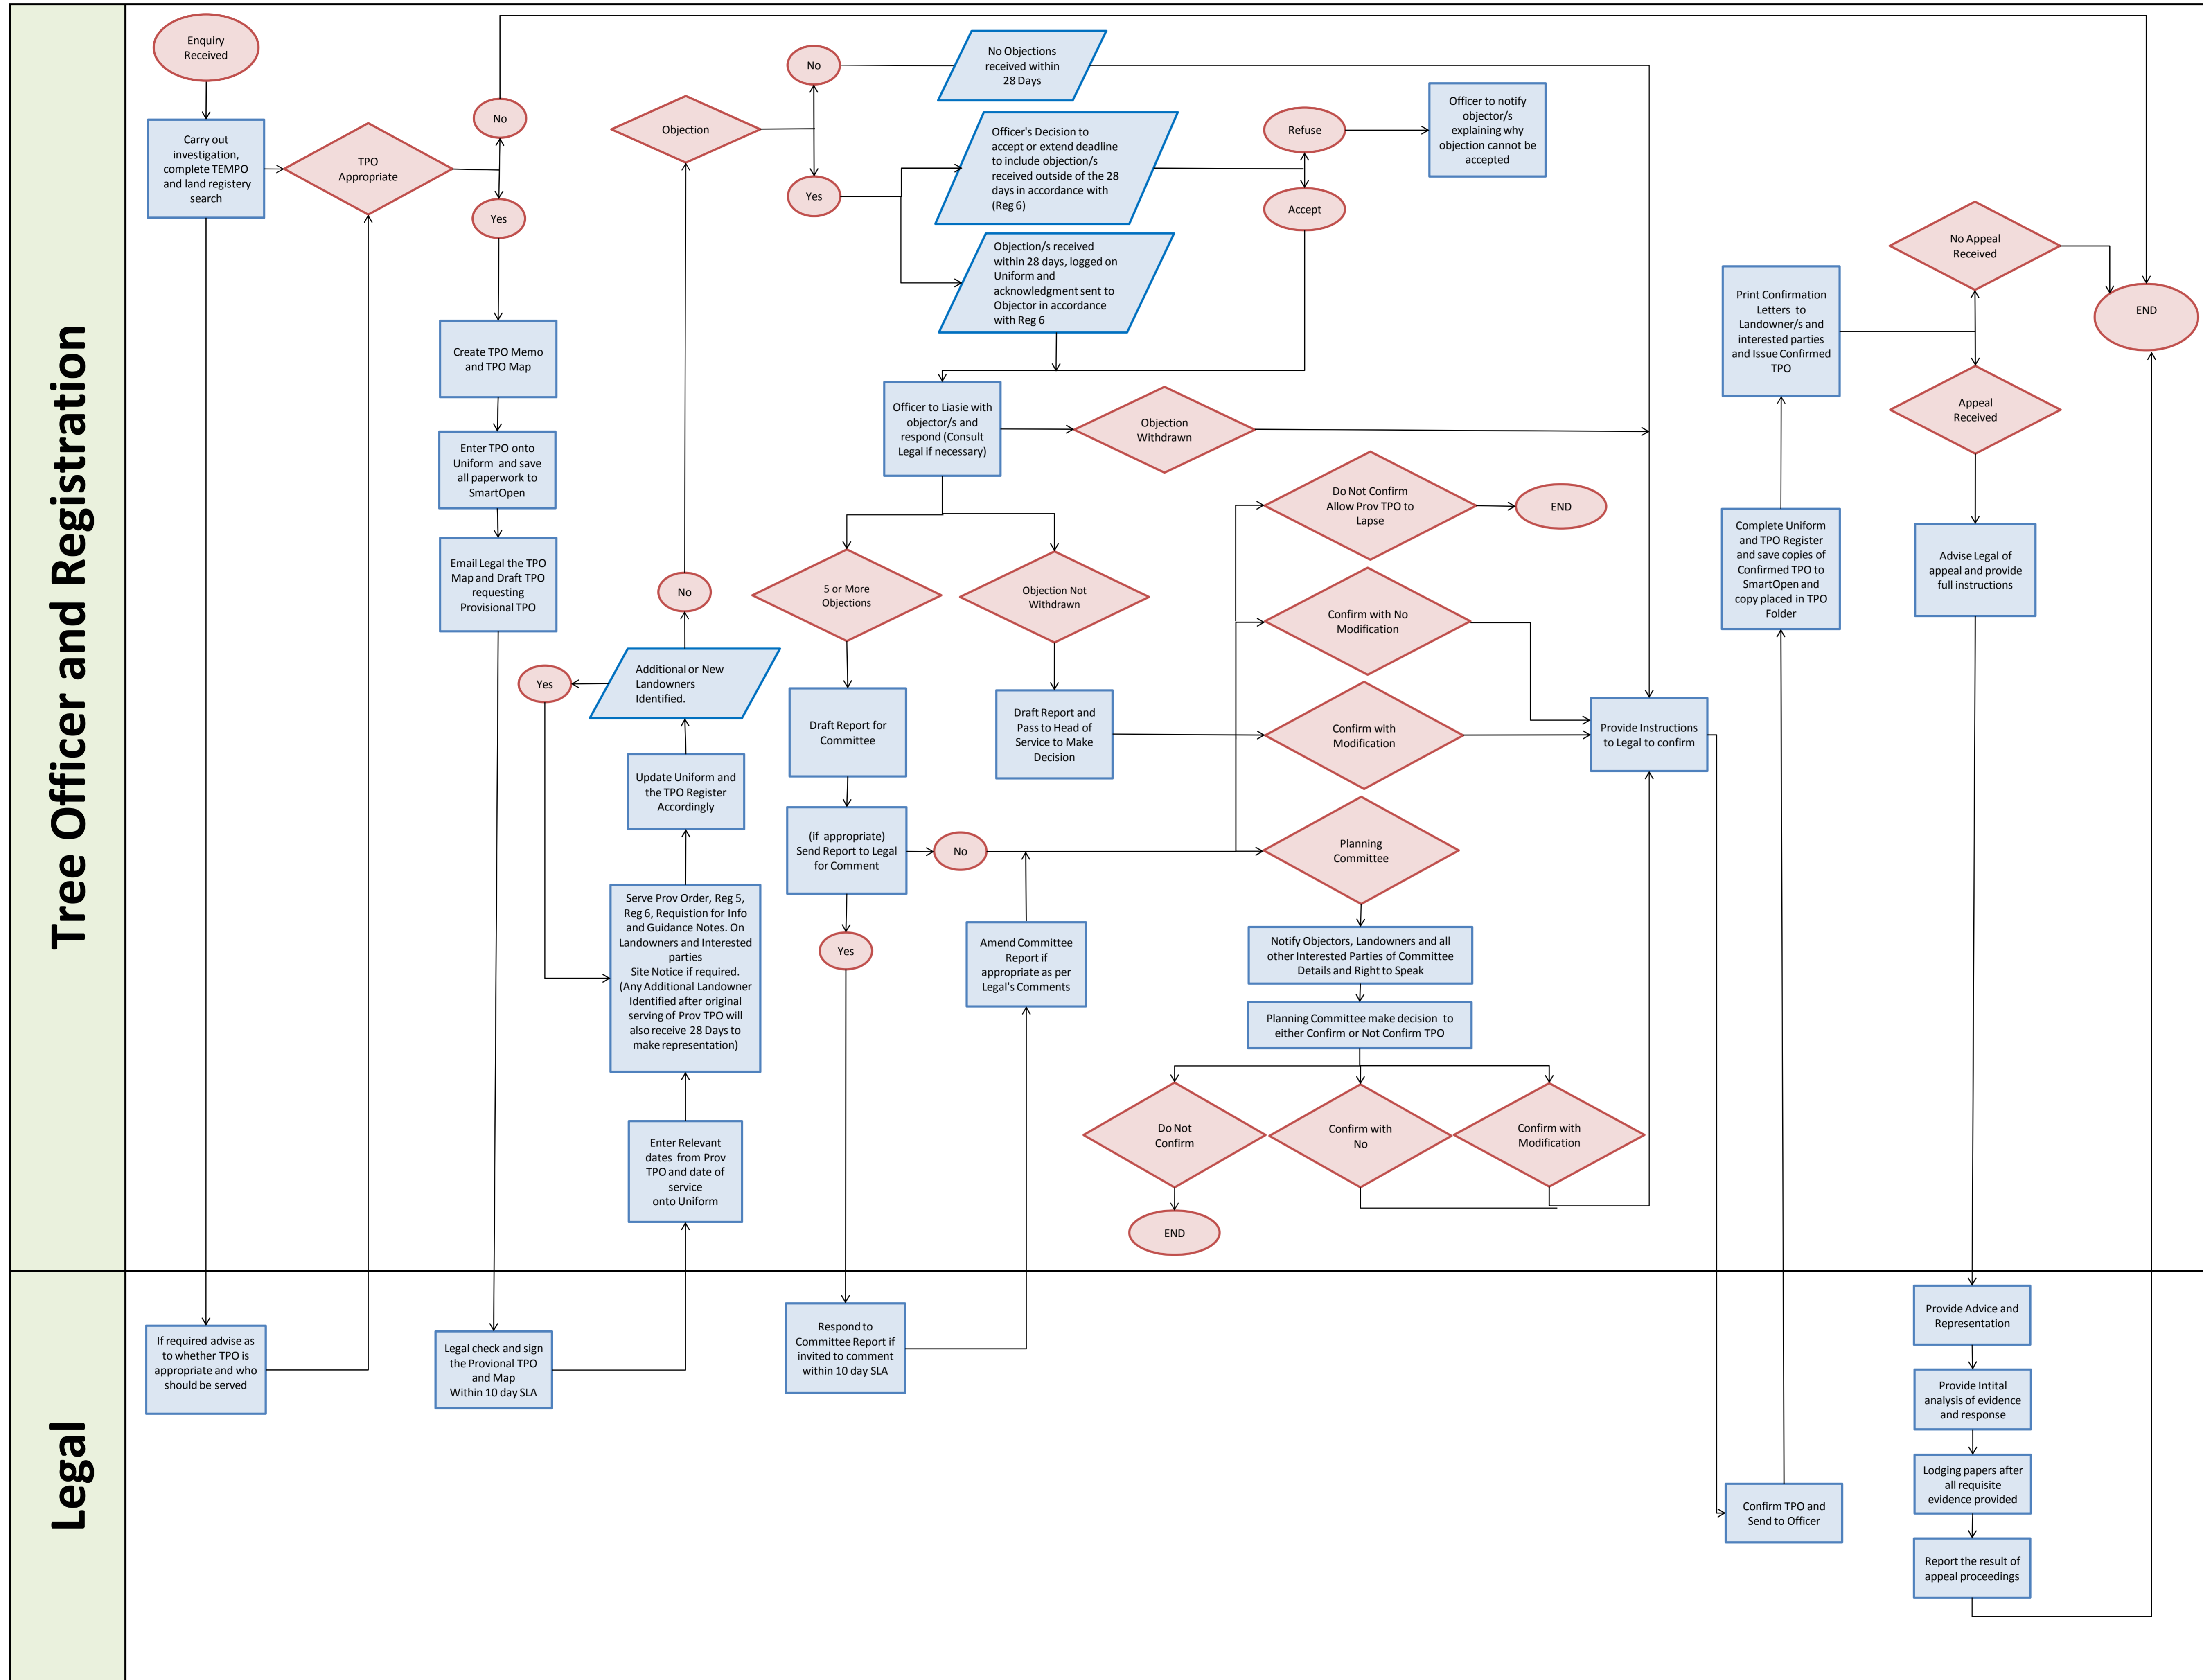 Tree Officer and Registration
Enquiry
Received
Carry out
investigation,
complete TEMPO
and land registery
search
TPO
Appropriate
No
Yes
Create TPO Memo
and TPO Map
Enter TPO onto
Uniform and save
all paperwork to
SmartOpen
Email Legal the TPO
Map and Draft TPO
requesting
Provisional TPO
Objection
No
Yes
No
Additional or New
Landowners
Identified.
Yes
Update Uniform and
the TPO Register
Accordingly
Serve Prov Order, Reg 5,
Reg 6, Requistion for Info
and Guidance Notes. On
Landowners and Interested
parties
Site Notice if required.
(Any Additional Landowner
Identified after original
serving of Prov TPO will
also receive 28 Days to
make representation)
Enter Relevant
dates from Prov
TPO and date of
service
onto Uniform
No Objections
received within
28 Days
Officer's Decision to
accept or extend deadline
to include objection/s
received outside of the 28
days in accordance with
(Reg 6)
Objection/s received
within 28 days, logged on
Uniform and
acknowledgment sent to
Objector in accordance
with Reg 6
Refuse
Accept
Officer to notify
objector/s
explaining why
objection cannot be
accepted
Officer to Liasie with
objector/s and
respond (Consult
Legal if necessary)
Objection
Withdrawn
5 or More
Objections
Objection Not
Withdrawn
Draft Report for
Committee
Draft Report and
Pass to Head of
Service to Make
Decision
(if appropriate)
Send Report to Legal
for Comment
No
Yes
Amend Committee
Report if
appropriate as per
Legal's Comments
Do Not Confirm
Allow Prov TPO to
Lapse
END
Confirm with No
Modification
Confirm with
Modification
Planning
Committee
Notify Objectors, Landowners and all
other Interested Parties of Committee
Details and Right to Speak
Planning Committee make decision to
either Confirm or Not Confirm TPO
Do Not
Confirm
Confirm with
No
Confirm with
Modification
END
Provide Instructions
to Legal to confirm
Print Confirmation
Letters to
Landowner/s and
interested parties
and Issue Confirmed
TPO
Complete Uniform
and TPO Register
and save copies of
Confirmed TPO to
SmartOpen and
copy placed in TPO
Folder
No Appeal
Received
Appeal
Received
END
Advise Legal of
appeal and provide
full instructions
Legal
If required advise as
to whether TPO is
appropriate and who
should be served
Legal check and sign
the Provional TPO
and Map
Within 10 day SLA
Respond to
Committee Report if
invited to comment
within 10 day SLA
Confirm TPO and
Send to Officer
Provide Advice and
Representation
Provide Intital
analysis of evidence
and response
Lodging papers after
all requisite
evidence provided
Report the result of
appeal proceedings